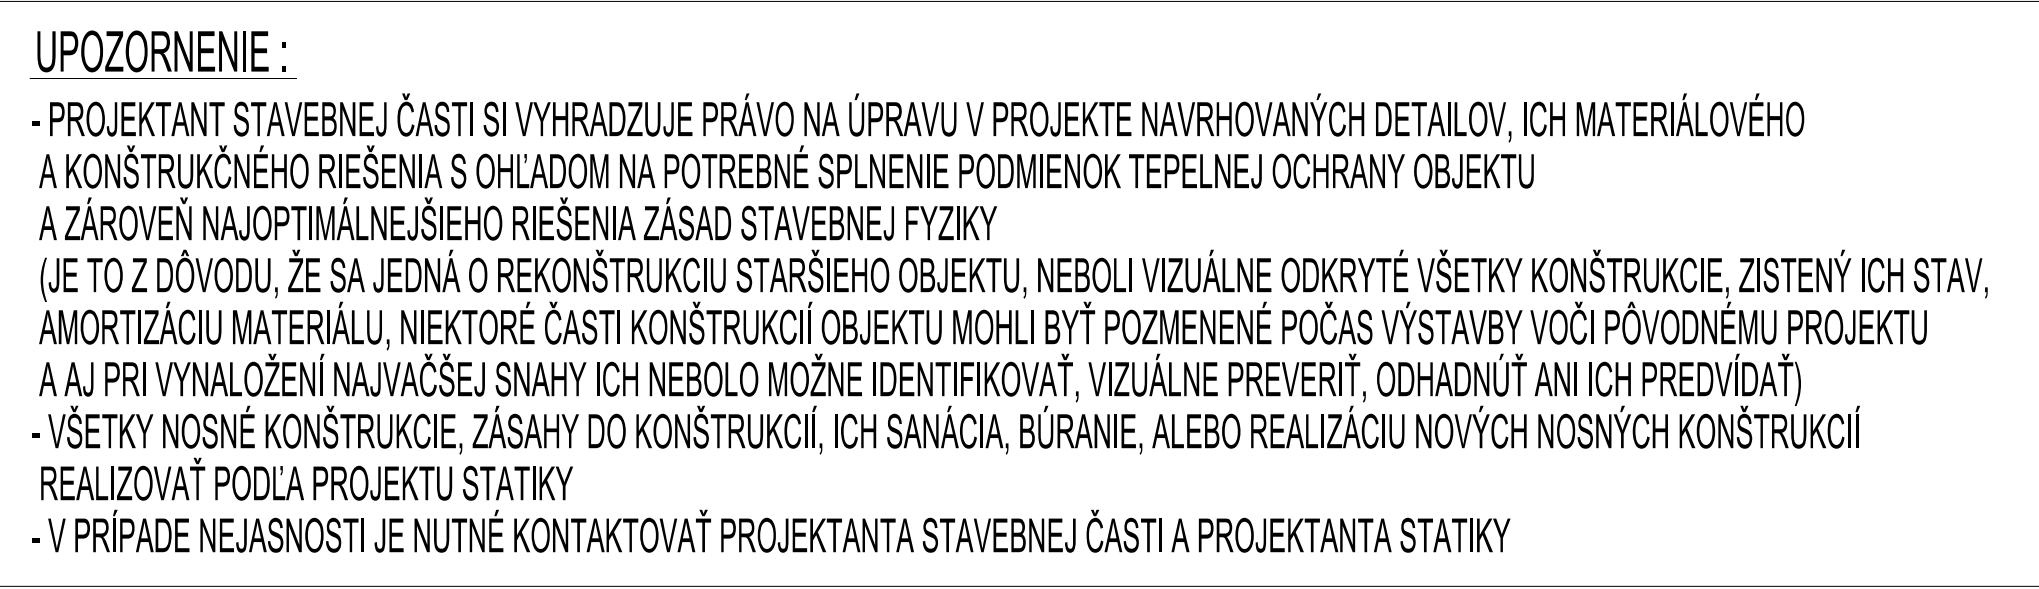 UPOZORNENIE :
- PROJEKTANT STAVEBNEJ ČASTI SI VYHRADZUJE PRÁVO NA ÚPRAVU V PROJEKTE NAVRHOVANÝCH DETAILOV, ICH MATERIÁLOVÉHO
A KONŠTRUKČNÉHO RIEŠENIA S OHĽADOM NA POTREBNÉ SPLNENIE PODMIENOK TEPELNEJ OCHRANY OBJEKTU
A ZÁROVEŇ NAJOPTIMÁLNEJŠIEHO RIEŠENIA ZÁSAD STAVEBNEJ FYZIKY
(JE TO Z DÔVODU, ŽE SA JEDNÁ O REKONŠTRUKCIU STARŠIEHO OBJEKTU, NEBOLI VIZUÁLNE ODKRYTÉ VŠETKY KONŠTRUKCIE, ZISTENÝ ICH STAV,
AMORTIZÁCIU MATERIÁLU, NIEKTORÉ ČASTI KONŠTRUKCIÍ OBJEKTU MOHLI BYŤ POZMENENÉ POČAS VÝSTAVBY VOČI PÔVODNÉMU PROJEKTU
A AJ PRI VYNALOŽENÍ NAJVAČŠEJ SNAHY ICH NEBOLO MOŽNE IDENTIFIKOVAŤ, VIZUÁLNE PREVERIŤ, ODHADNÚŤ ANI ICH PREDVÍDAŤ)
- VŠETKY NOSNÉ KONŠTRUKCIE, ZÁSAHY DO KONŠTRUKCIÍ, ICH SANÁCIA, BÚRANIE, ALEBO REALIZÁCIU NOVÝCH NOSNÝCH KONŠTRUKCIÍ
REALIZOVAŤ PODĽA PROJEKTU STATIKY
- V PRÍPADE NEJASNOSTI JE NUTNÉ KONTAKTOVAŤ PROJEKTANTA STAVEBNEJ ČASTI A PROJEKTANTA STATIKY